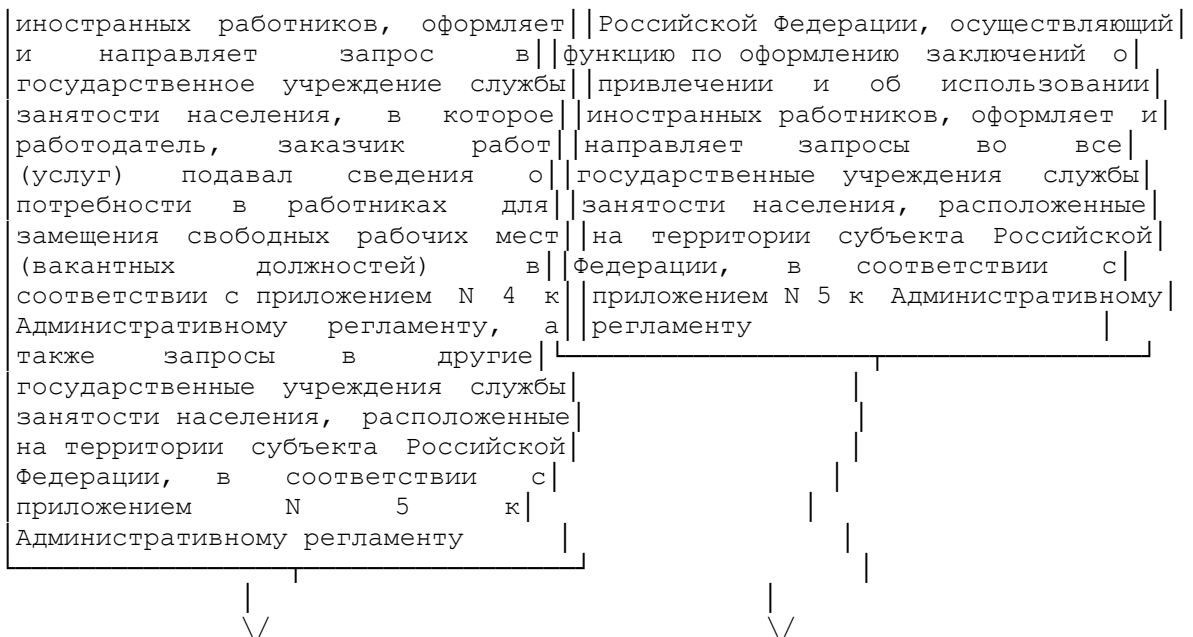 иностранных работников, оформляет Российской Федерации, осуществляющий
и направляет запрос в функцию по оформлению заключений о
государственное учреждение службы привлечении и об использовании
занятости населения, в которое иностранных работников, оформляет и
работодатель, заказчик работ направляет запросы во все
(услуг) подавал сведения о государственные учреждения службы
потребности в работниках для занятости населения, расположенные
замещения свободных рабочих мест на территории субъекта Российской
(вакантных должностей) в Федерации, в соответствии с
соответствии с приложением N 4 к приложением N 5 к Административному
Административному регламенту, а регламенту
также запросы в другие
государственные учреждения службы
занятости населения, расположенные
на территории субъекта Российской
Федерации, в соответствии с
приложением N 5 к
Административному регламенту